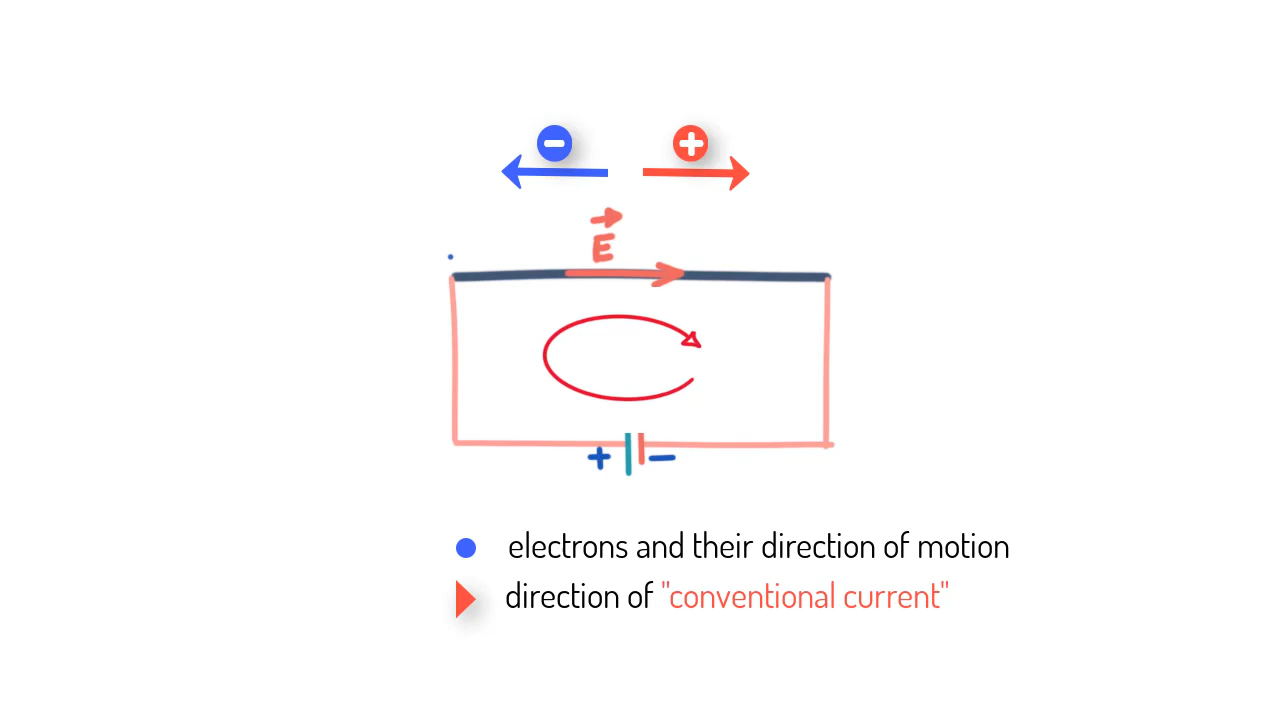 E
+ −
electrons and their direction of motion
direction of "conventional current"